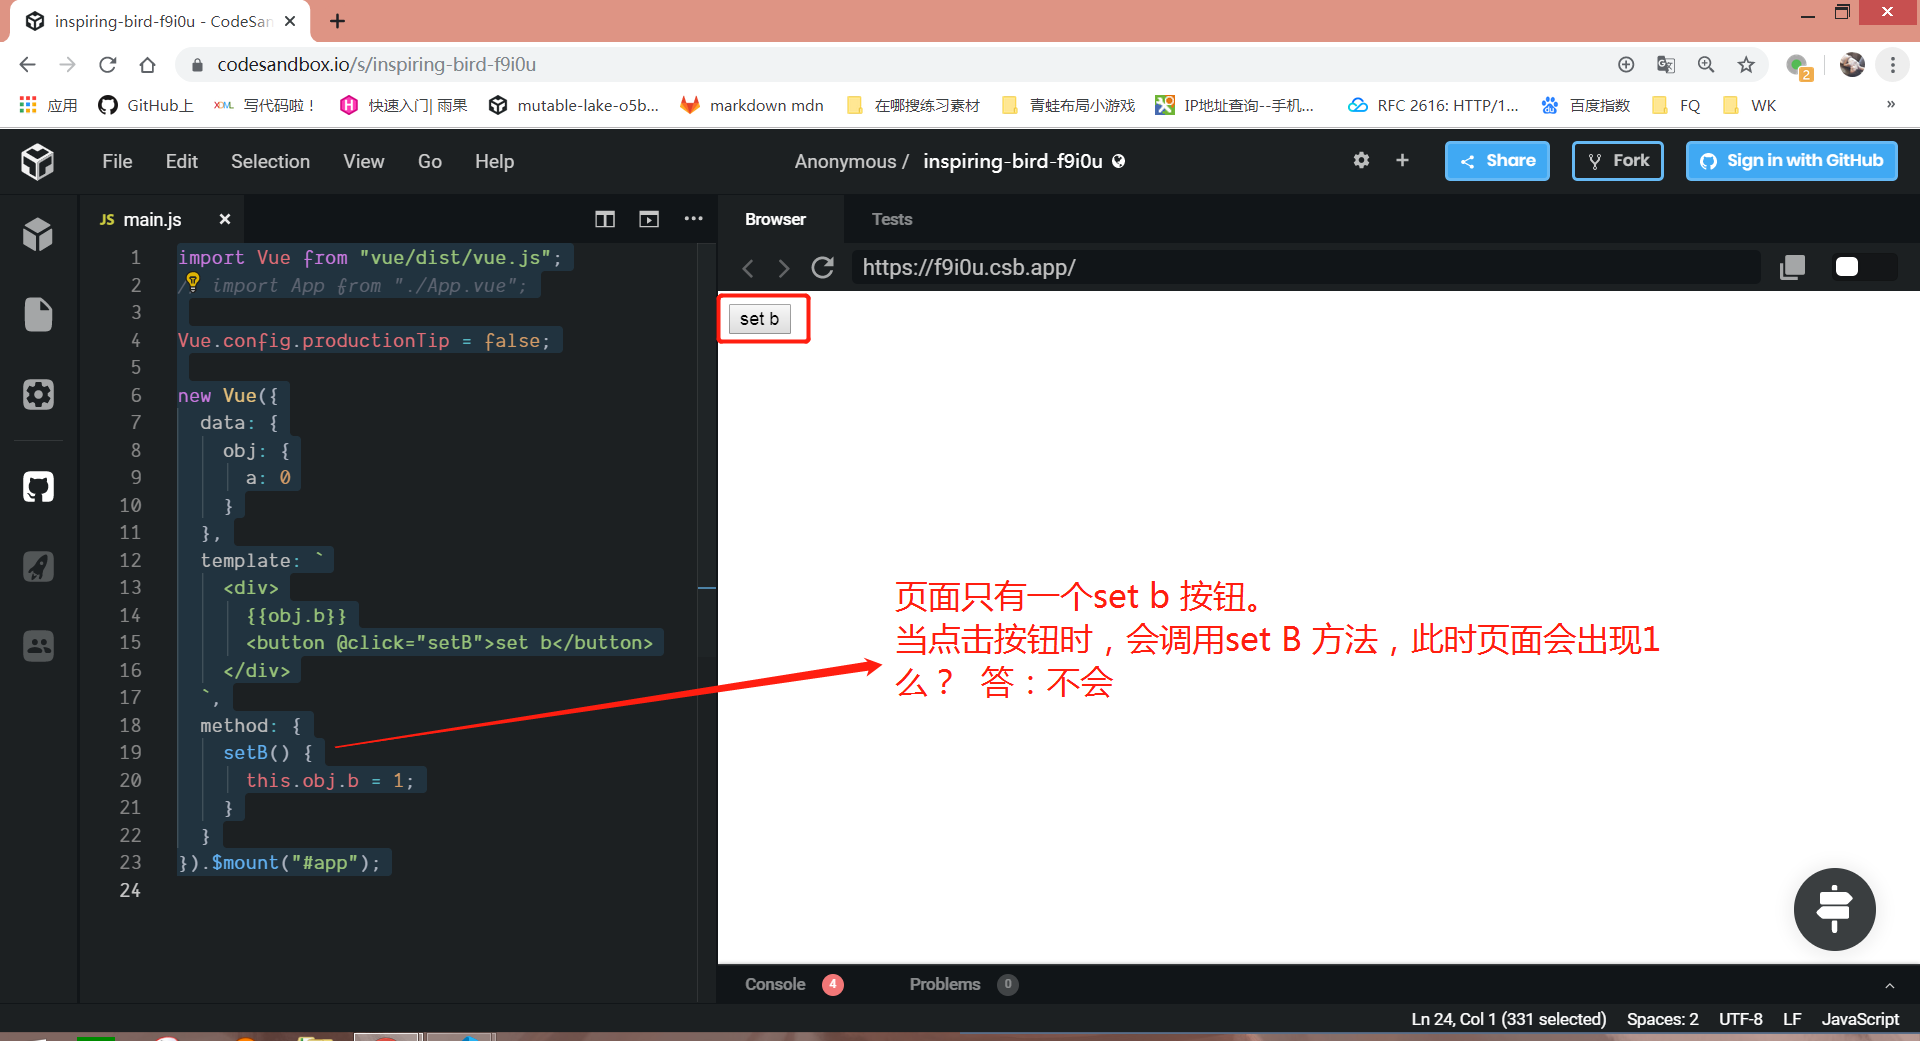 inspiring-bird-f9i0u - CodeSan
codesandbox.io/s/inspiring-bird-f9i0u
2
应用
GitHub上
XML 写代码啦！
快速入门| 雨果
mutable-lake-o5b...
markdown mdn
在哪搜练习素材
青蛙布局小游戏
IP地址查询--手机...
RFC 2616: HTTP/1...
百度指数
FQ
WK
»
File Edit Selection View Go Help
Anonymous / inspiring-bird-f9i0u
Share
Fork
Sign in with GitHub
JS main.js
Browser
Tests
https://f9i0u.csb.app/
1 import Vue from "vue/dist/vue.js";
2 / import App from "./App.vue";
3
4 Vue.config.productionTip = false;
5
6 new Vue({
7 data: {
8 obj: {
9 a: 0
10 }
11 },
12 template: `
13 <div>
14 {{obj.b}}
15 <button @click="setB">set b</button>
16 </div>
17 `,
18 method: {
19 setB() {
20 this.obj.b = 1;
21 }
22 }
23 }).$mount("#app");
24
set b
页面只有一个set b 按钮。
当点击按钮时，会调用set B 方法，此时页面会出现1
么？ 答：不会
Console 4
Problems 0
Ln 24, Col 1 (331 selected) Spaces: 2 UTF-8 LF JavaScript